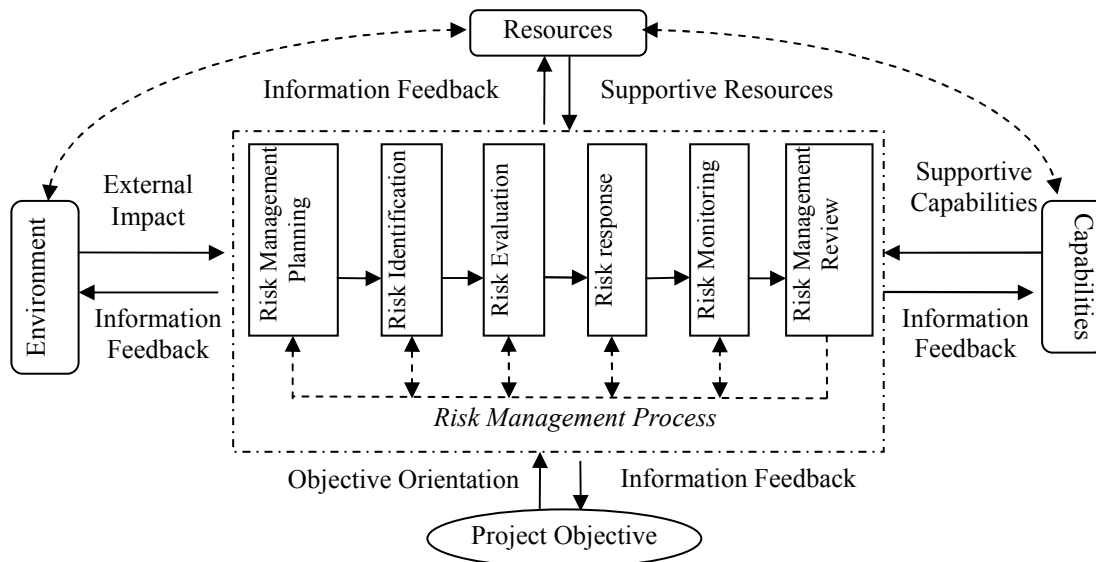 Resources
Information Feedback
Supportive Resources
External
Impact
Environment
Information
Feedback
Risk Management
Planning
Risk Identification
Risk Evaluation
Risk response
Risk Monitoring
Risk Management
Review
Supportive
Capabilities
Capabilities
Information
Feedback
Risk Management Process
Objective Orientation
Information Feedback
Project Objective